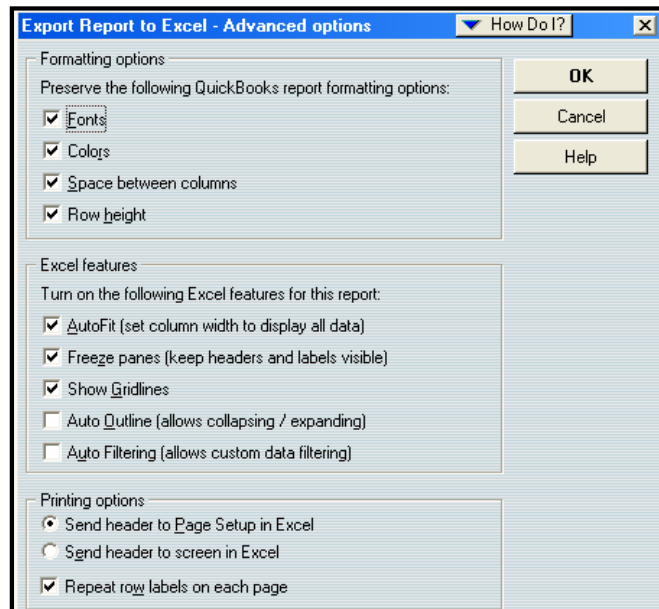 Export Report to Excel - Advanced options
How Do I?
Formatting options
Preserve the following QuickBooks report formatting options:
Fonts
Colors
Space between columns
Row height
OK
Cancel
Help
Excel features
Turn on the following Excel features for this report:
AutoFit (set column width to display all data)
Freeze panes (keep headers and labels visible)
Show Gridlines
Auto Outline (allows collapsing / expanding)
Auto Filtering (allows custom data filtering)
Printing options
Send header to Page Setup in Excel
Send header to screen in Excel
Repeat row labels on each page